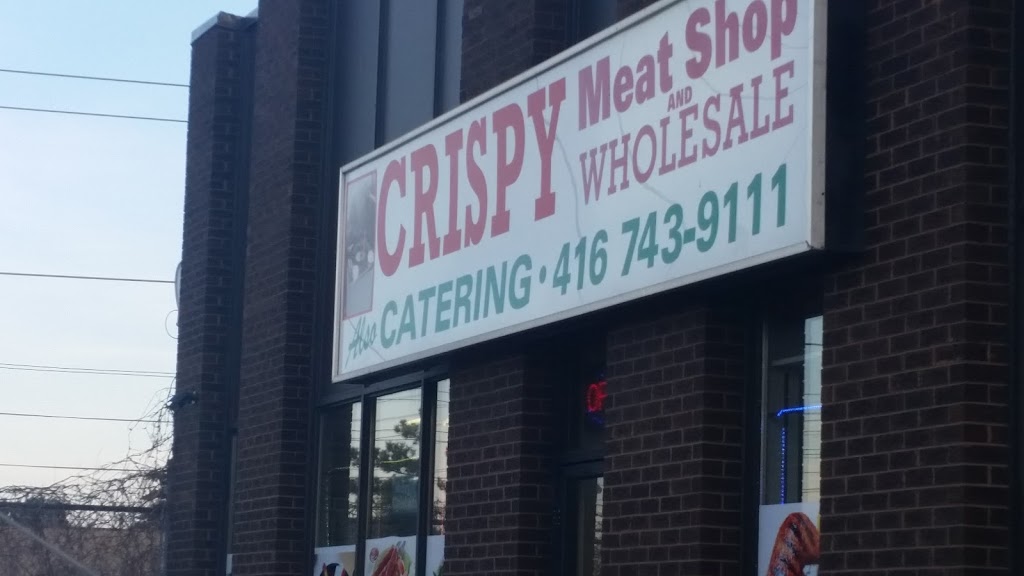 CRISPY Meat Shop
AND
WHOLESALE
Also CATERING · 416 743-9111